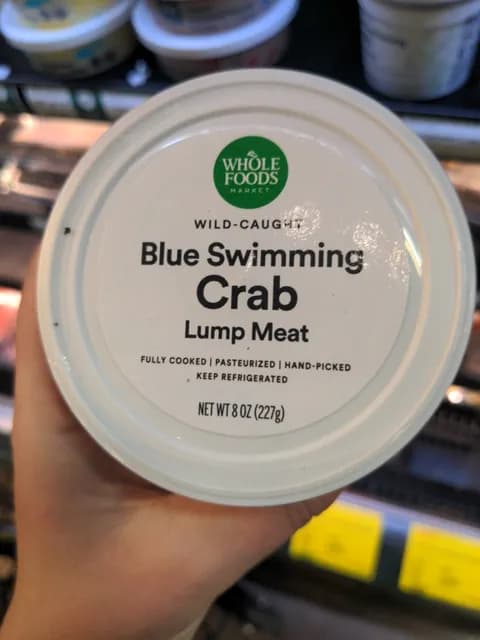 WHOLE
FOODS
MARKET
WILD-CAUGHT
Blue Swimming
Crab
Lump Meat
FULLY COOKED | PASTEURIZED | HAND-PICKED
KEEP REFRIGERATED
NET WT 8 OZ (227g)